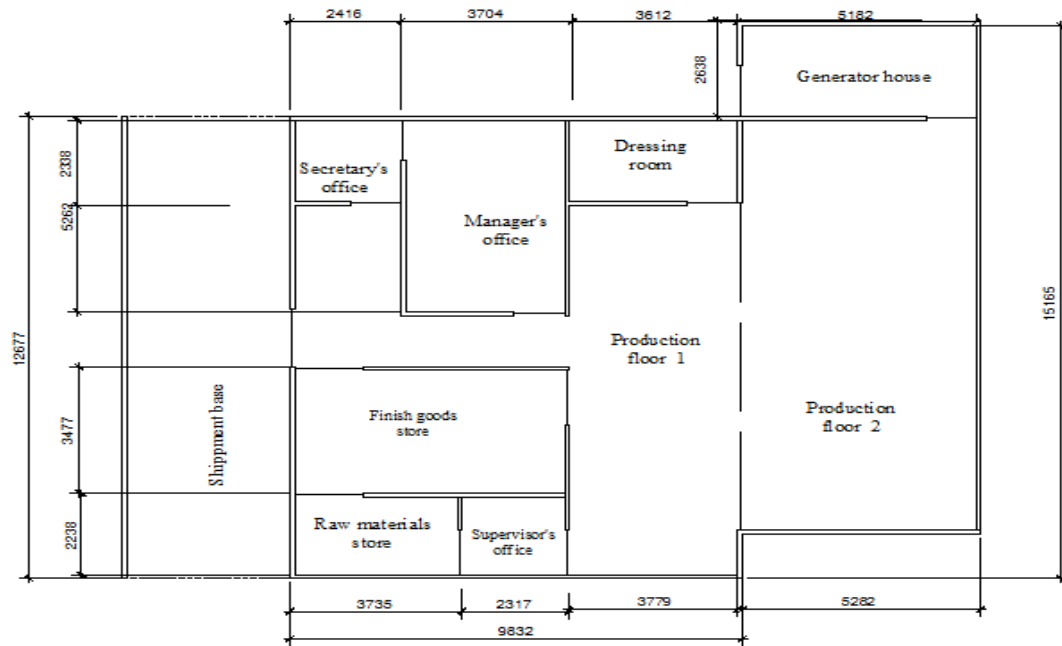 2416
3704
3612
5182
2638
Generator house
Dressing
room
Secretary's
office
Manager's
office
2338
5262
12677
15165
Production
floor 1
Production
floor 2
Shippment base
Finish goods
store
3477
Raw materials
store
Supervisor's
office
2238
3735
2317
3779
5282
9832